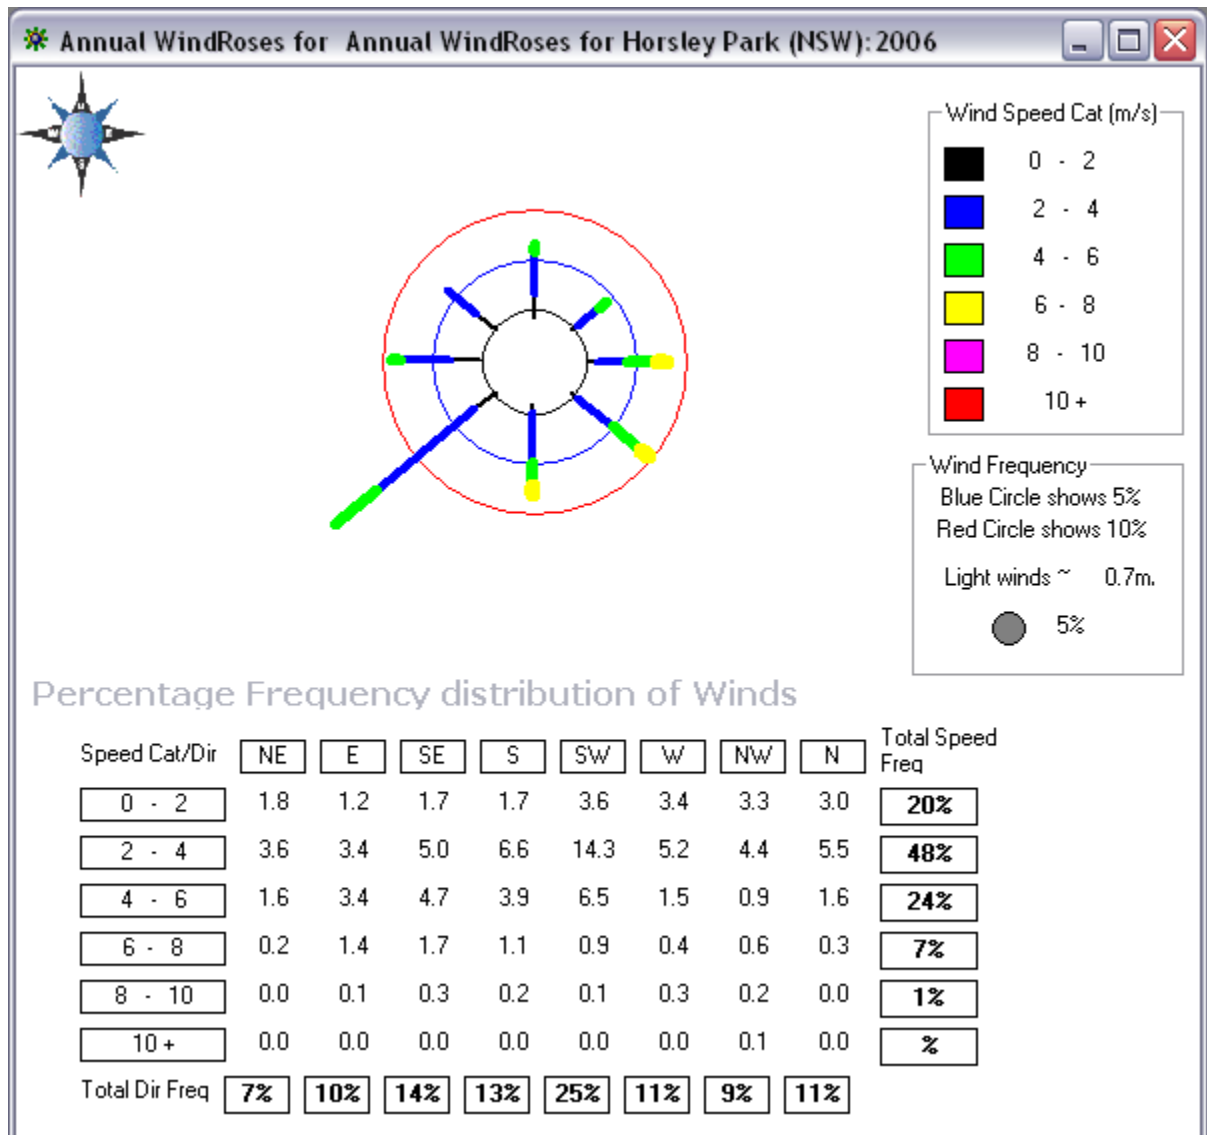 Annual WindRoses for  Annual WindRoses for Horsley Park (NSW): 2006
Wind Speed Cat (m/s)
0 - 2
2 - 4
4 - 6
6 - 8
8 - 10
10 +
Wind Frequency
Blue Circle shows 5%
Red Circle shows 10%
Light winds ~ 0.7m.
5%
Percentage Frequency distribution of Winds
Speed Cat/Dir NE E SE S SW W NW N Total Speed Freq
0 - 2 1.8 1.2 1.7 1.7 3.6 3.4 3.3 3.0 20%
2 - 4 3.6 3.4 5.0 6.6 14.3 5.2 4.4 5.5 48%
4 - 6 1.6 3.4 4.7 3.9 6.5 1.5 0.9 1.6 24%
6 - 8 0.2 1.4 1.7 1.1 0.9 0.4 0.6 0.3 7%
8 - 10 0.0 0.1 0.3 0.2 0.1 0.3 0.2 0.0 1%
10 + 0.0 0.0 0.0 0.0 0.0 0.0 0.1 0.0 %
Total Dir Freq 7% 10% 14% 13% 25% 11% 9% 11%